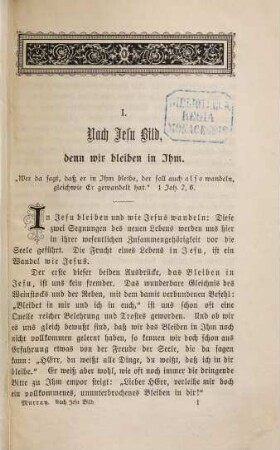 BIBLIOTHECA
REGIA
MONACENSIS
I.
Nach Jesu Bild,
denn wir bleiben in Ihm.
„Wer da sagt, daß er in Ihm bleibe, der soll auch also wandeln,
gleichwie Er gewandelt hat.“ 1 Joh. 2, 6.
In Jesu bleiben und wie Jesus wandeln: Diese
zwei Segnungen des neuen Lebens werden uns hier
in ihrer wesentlichen Zusammengehörigkeit vor die
Seele geführt. Die Frucht eines Lebens in Jesu, ist ein
Wandel wie Jesus.
Der erste dieser beiden Ausdrücke, das Bleiben in
Jesu, ist uns kein fremder. Das wunderbare Gleichnis des
Weinstocks und der Reben, mit dem damit verbundenen Befehl:
„Bleibet in mir und ich in euch,“ ist uns schon oft eine
Quelle reicher Belehrung und Trostes geworden. Und ob wir
es uns gleich bewußt sind, daß wir das Bleiben in Ihm noch
nicht vollkommen gelernt haben, so kennen wir doch schon aus
Erfahrung etwas von der Freude der Seele, die da sagen
kann: „HErr, du weißt alle Dinge, du weißt, daß ich in dir
bleibe.“ Er weiß aber wohl, wie oft noch immer die dringende
Bitte zu Ihm empor steigt: „Lieber HErr, verleihe mir doch
ein vollkommenes, ununterbrochenes Bleiben in dir!“
Murray. Nach Jesu Bild. 1